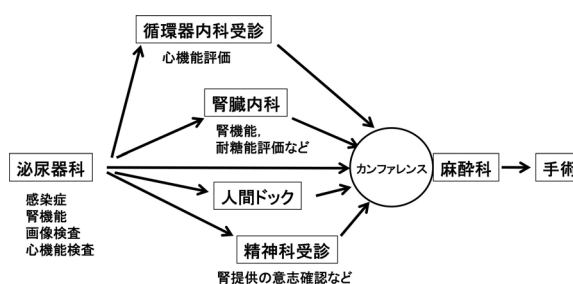 循環器内科受診
心機能評価
腎臓内科
腎機能,
耐糖能評価など
泌尿器科
感染症
腎機能
画像検査
心機能検査
カンファレンス
麻酔科
手術
人間ドック
精神科受診
腎提供の意志確認など